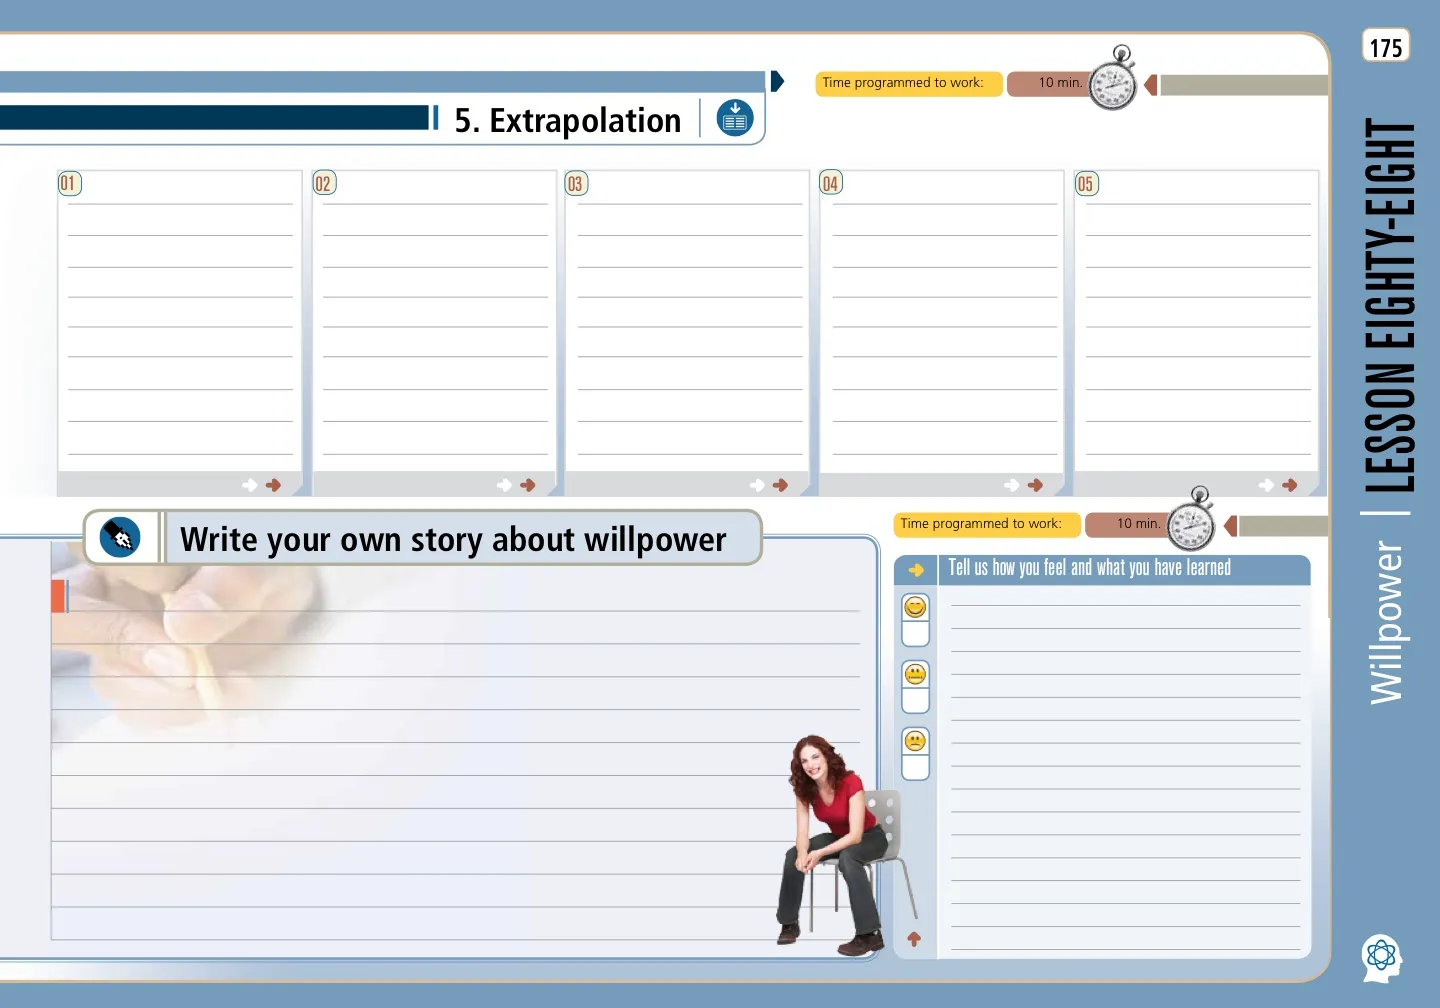 175
Time programmed to work:
10 min.
5. Extrapolation
01
02
03
04
05
Write your own story about willpower
Time programmed to work:
10 min.
Tell us how you feel and what you have learned
Willpower | LESSON EIGHTY-EIGHT